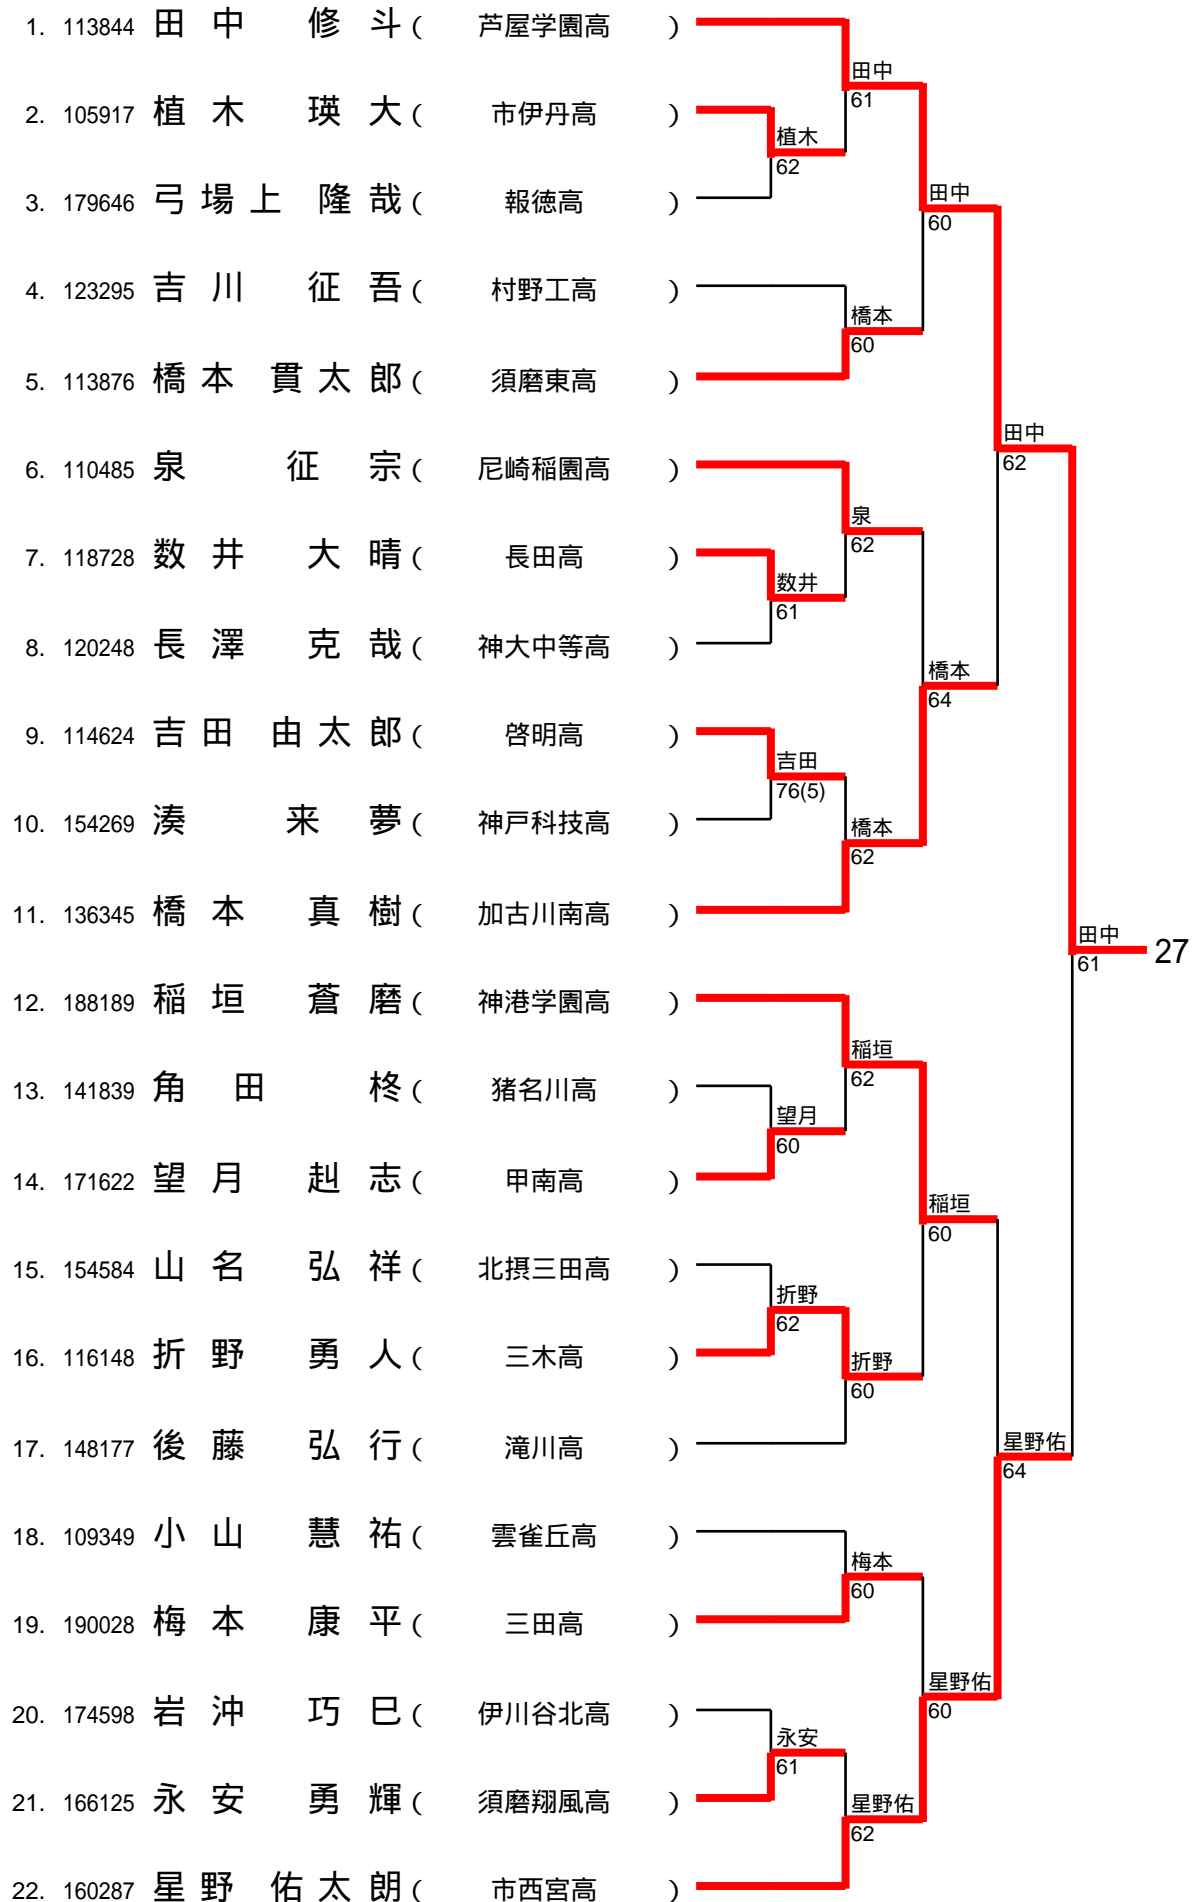 1. 113844 田中 修斗 ( 芦屋学園高 )
田中
61
2. 105917 植木 瑛大 ( 市伊丹高 )
植木
62
3. 179646 弓場上 隆哉 ( 報徳高 )
田中
60
4. 123295 吉川 征吾 ( 村野工高 )
橋本
60
5. 113876 橋本 貫太郎 ( 須磨東高 )
田中
62
6. 110485 泉 征宗 ( 尼崎稲園高 )
泉
62
7. 118728 数井 大晴 ( 長田高 )
数井
61
8. 120248 長澤 克哉 ( 神大中等高 )
橋本
64
9. 114624 吉田 由太郎 ( 啓明高 )
吉田
76(5)
10. 154269 湊 来夢 ( 神戸科技高 )
橋本
62
11. 136345 橋本 真樹 ( 加古川南高 )
田中 27
61
12. 188189 稲垣 蒼磨 ( 神港学園高 )
稲垣
62
13. 141839 角田 柊 ( 猪名川高 )
望月
60
14. 171622 望月 赳志 ( 甲南高 )
稲垣
60
15. 154584 山名 弘祥 ( 北摂三田高 )
折野
62
16. 116148 折野 勇人 ( 三木高 )
折野
60
17. 148177 後藤 弘行 ( 滝川高 )
星野佑
64
18. 109349 小山 慧祐 ( 雲雀丘高 )
梅本
60
19. 190028 梅本 康平 ( 三田高 )
星野佑
60
20. 174598 岩沖 巧巳 ( 伊川谷北高 )
永安
61
21. 166125 永安 勇輝 ( 須磨翔風高 )
星野佑
62
22. 160287 星野 佑太朗 ( 市西宮高 )